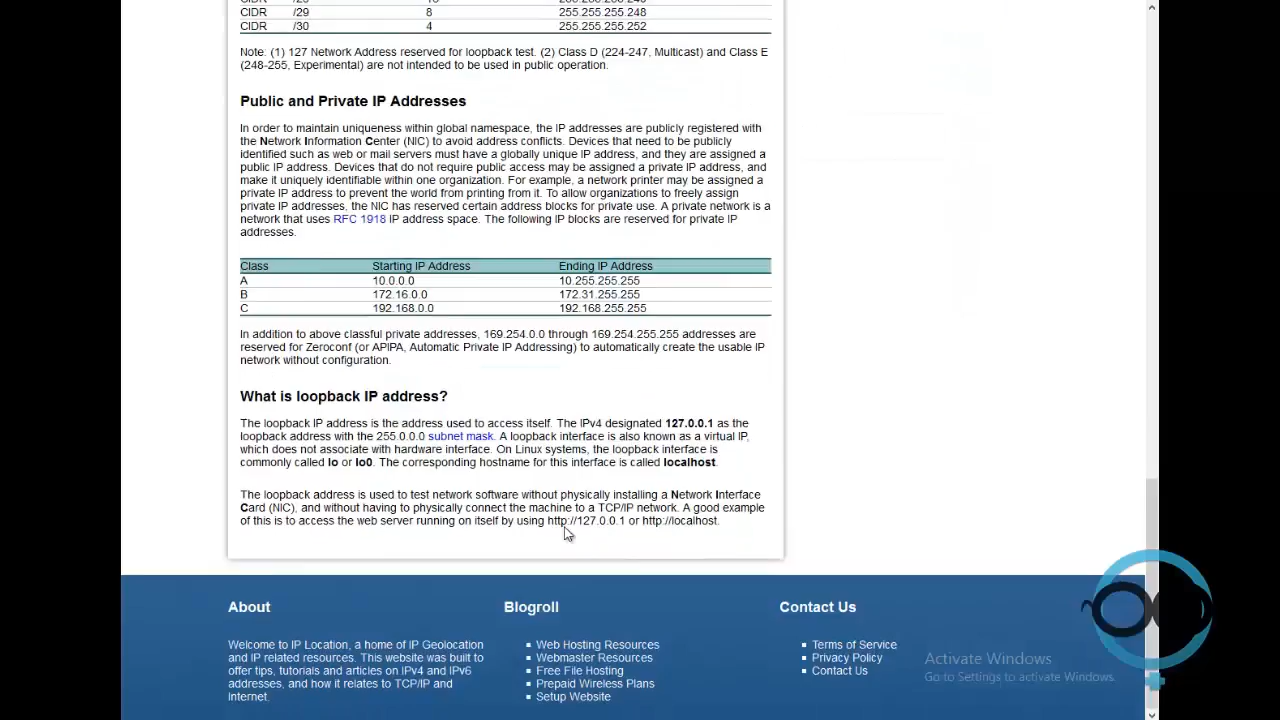 CIDR /29 8 255.255.255.248
CIDR /30 4 255.255.255.252
Note: (1) 127 Network Address reserved for loopback test. (2) Class D (224-247, Multicast) and Class E
(248-255, Experimental) are not intended to be used in public operation.
Public and Private IP Addresses
In order to maintain uniqueness within global namespace, the IP addresses are publicly registered with
the Network Information Center (NIC) to avoid address conflicts. Devices that need to be publicly
identified such as web or mail servers must have a globally unique IP address, and they are assigned a
public IP address. Devices that do not require public access may be assigned a private IP address, and
make it uniquely identifiable within one organization. For example, a network printer may be assigned a
private IP address to prevent the world from printing from it. To allow organizations to freely assign
private IP addresses, the NIC has reserved certain address blocks for private use. A private network is a
network that uses RFC 1918 IP address space. The following IP blocks are reserved for private IP
addresses.
Class Starting IP Address Ending IP Address
A 10.0.0.0 10.255.255.255
B 172.16.0.0 172.31.255.255
C 192.168.0.0 192.168.255.255
In addition to above classful private addresses, 169.254.0.0 through 169.254.255.255 addresses are
reserved for Zeroconf (or APIPA, Automatic Private IP Addressing) to automatically create the usable IP
network without configuration.
What is loopback IP address?
The loopback IP address is the address used to access itself. The IPv4 designated 127.0.0.1 as the
loopback address with the 255.0.0.0 subnet mask. A loopback interface is also known as a virtual IP,
which does not associate with hardware interface. On Linux systems, the loopback interface is
commonly called lo or lo0. The corresponding hostname for this interface is called localhost.
The loopback address is used to test network software without physically installing a Network Interface
Card (NIC), and without having to physically connect the machine to a TCP/IP network. A good example
of this is to access the web server running on itself by using http://127.0.0.1 or http://localhost.
About
Welcome to IP Location, a home of IP Geolocation
and IP related resources. This website was built to
offer tips, tutorials and articles on IPv4 and IPv6
addresses, and how it relates to TCP/IP and
Internet.
Blogroll
Web Hosting Resources
Webmaster Resources
Free File Hosting
Prepaid Wireless Plans
Setup Website
Contact Us
Terms of Service
Privacy Policy
Contact Us
Activate Windows
Go to Settings to activate Windows.